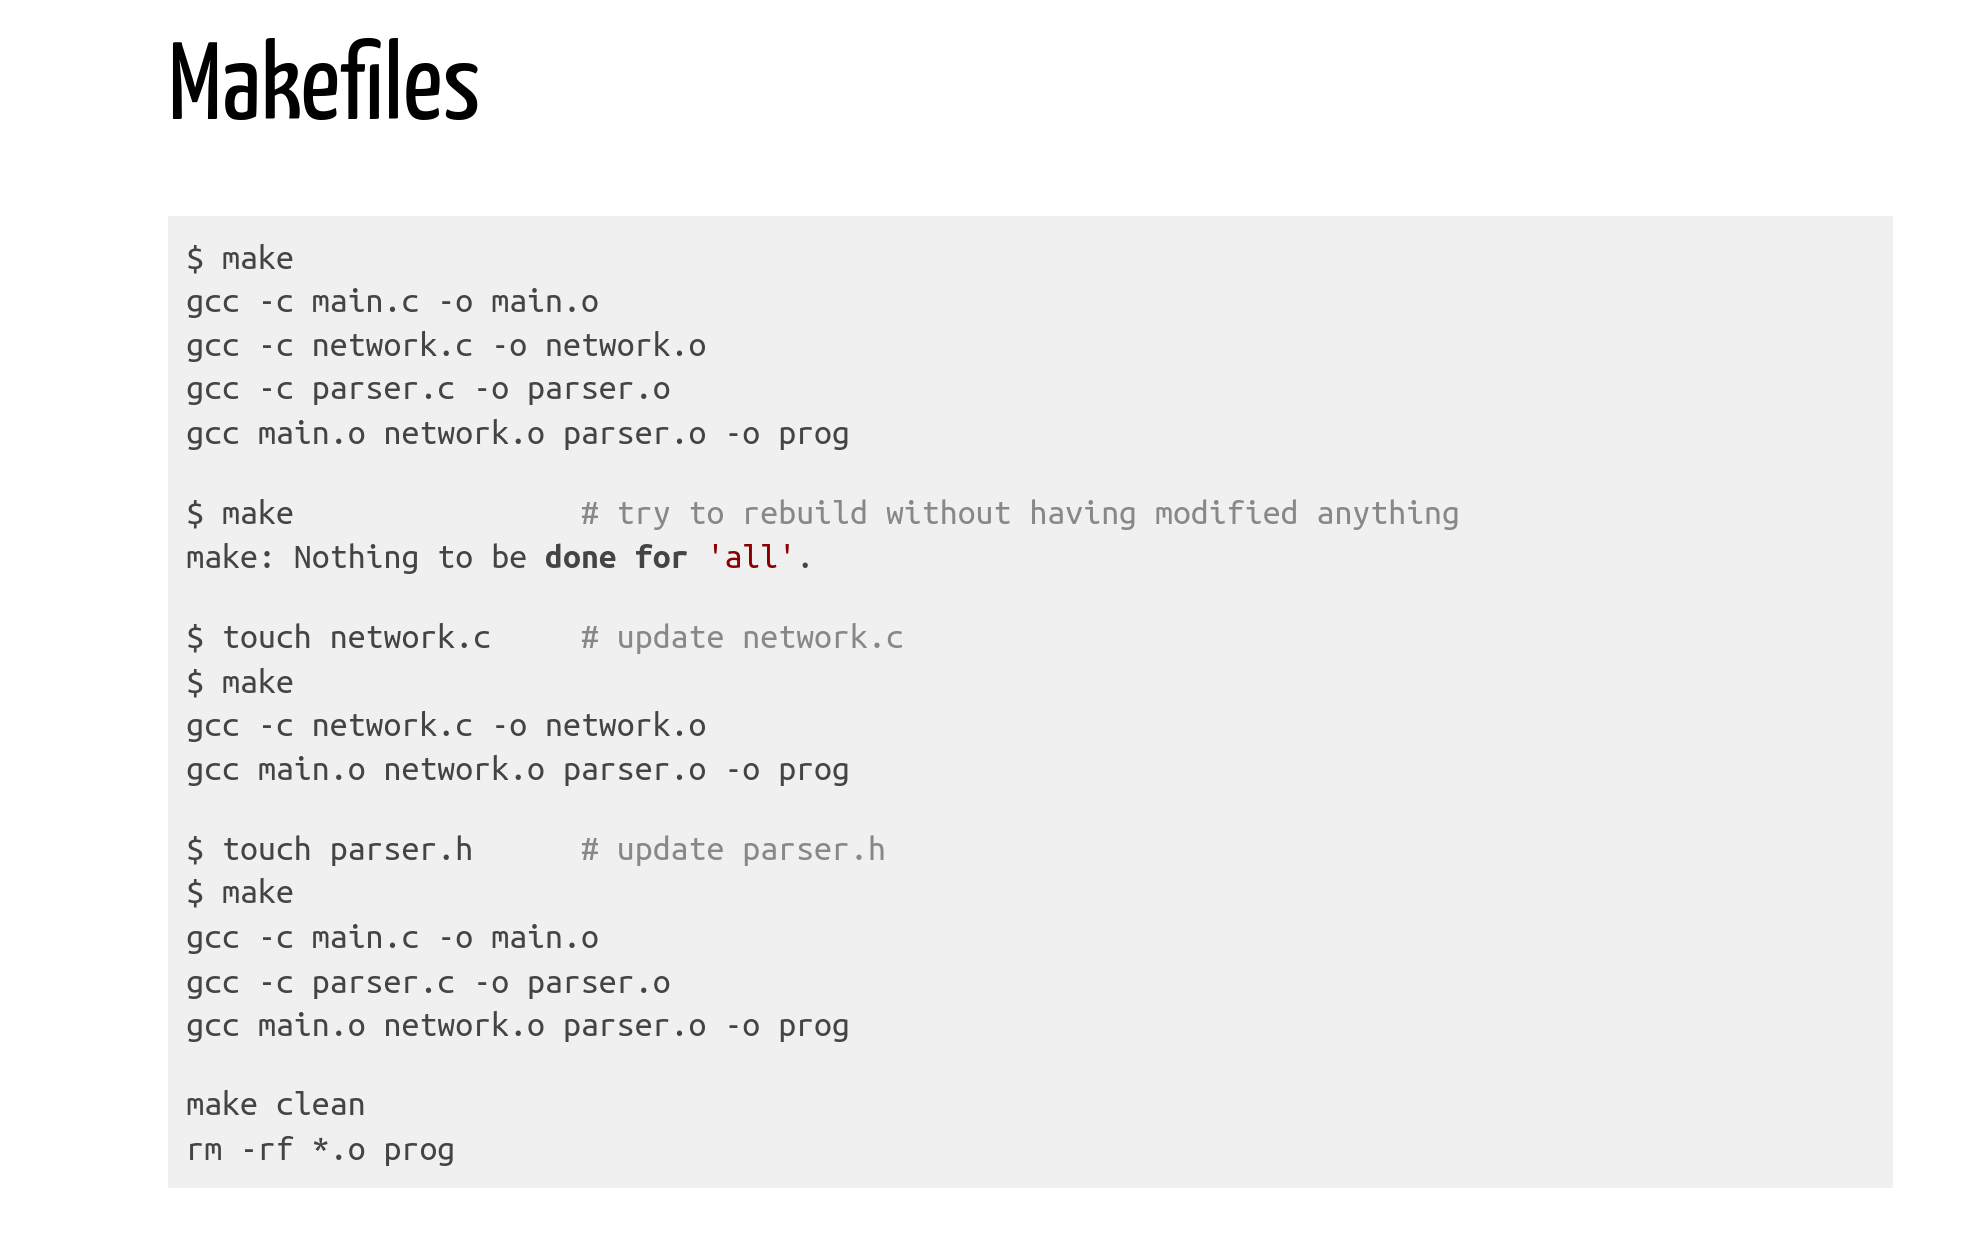 Makefiles
$ make
gcc -c main.c -o main.o
gcc -c network.c -o network.o
gcc -c parser.c -o parser.o
gcc main.o network.o parser.o -o prog
$ make                # try to rebuild without having modified anything
make: Nothing to be done for 'all'.
$ touch network.c     # update network.c
$ make
gcc -c network.c -o network.o
gcc main.o network.o parser.o -o prog
$ touch parser.h      # update parser.h
$ make
gcc -c main.c -o main.o
gcc -c parser.c -o parser.o
gcc main.o network.o parser.o -o prog
make clean
rm -rf *.o prog